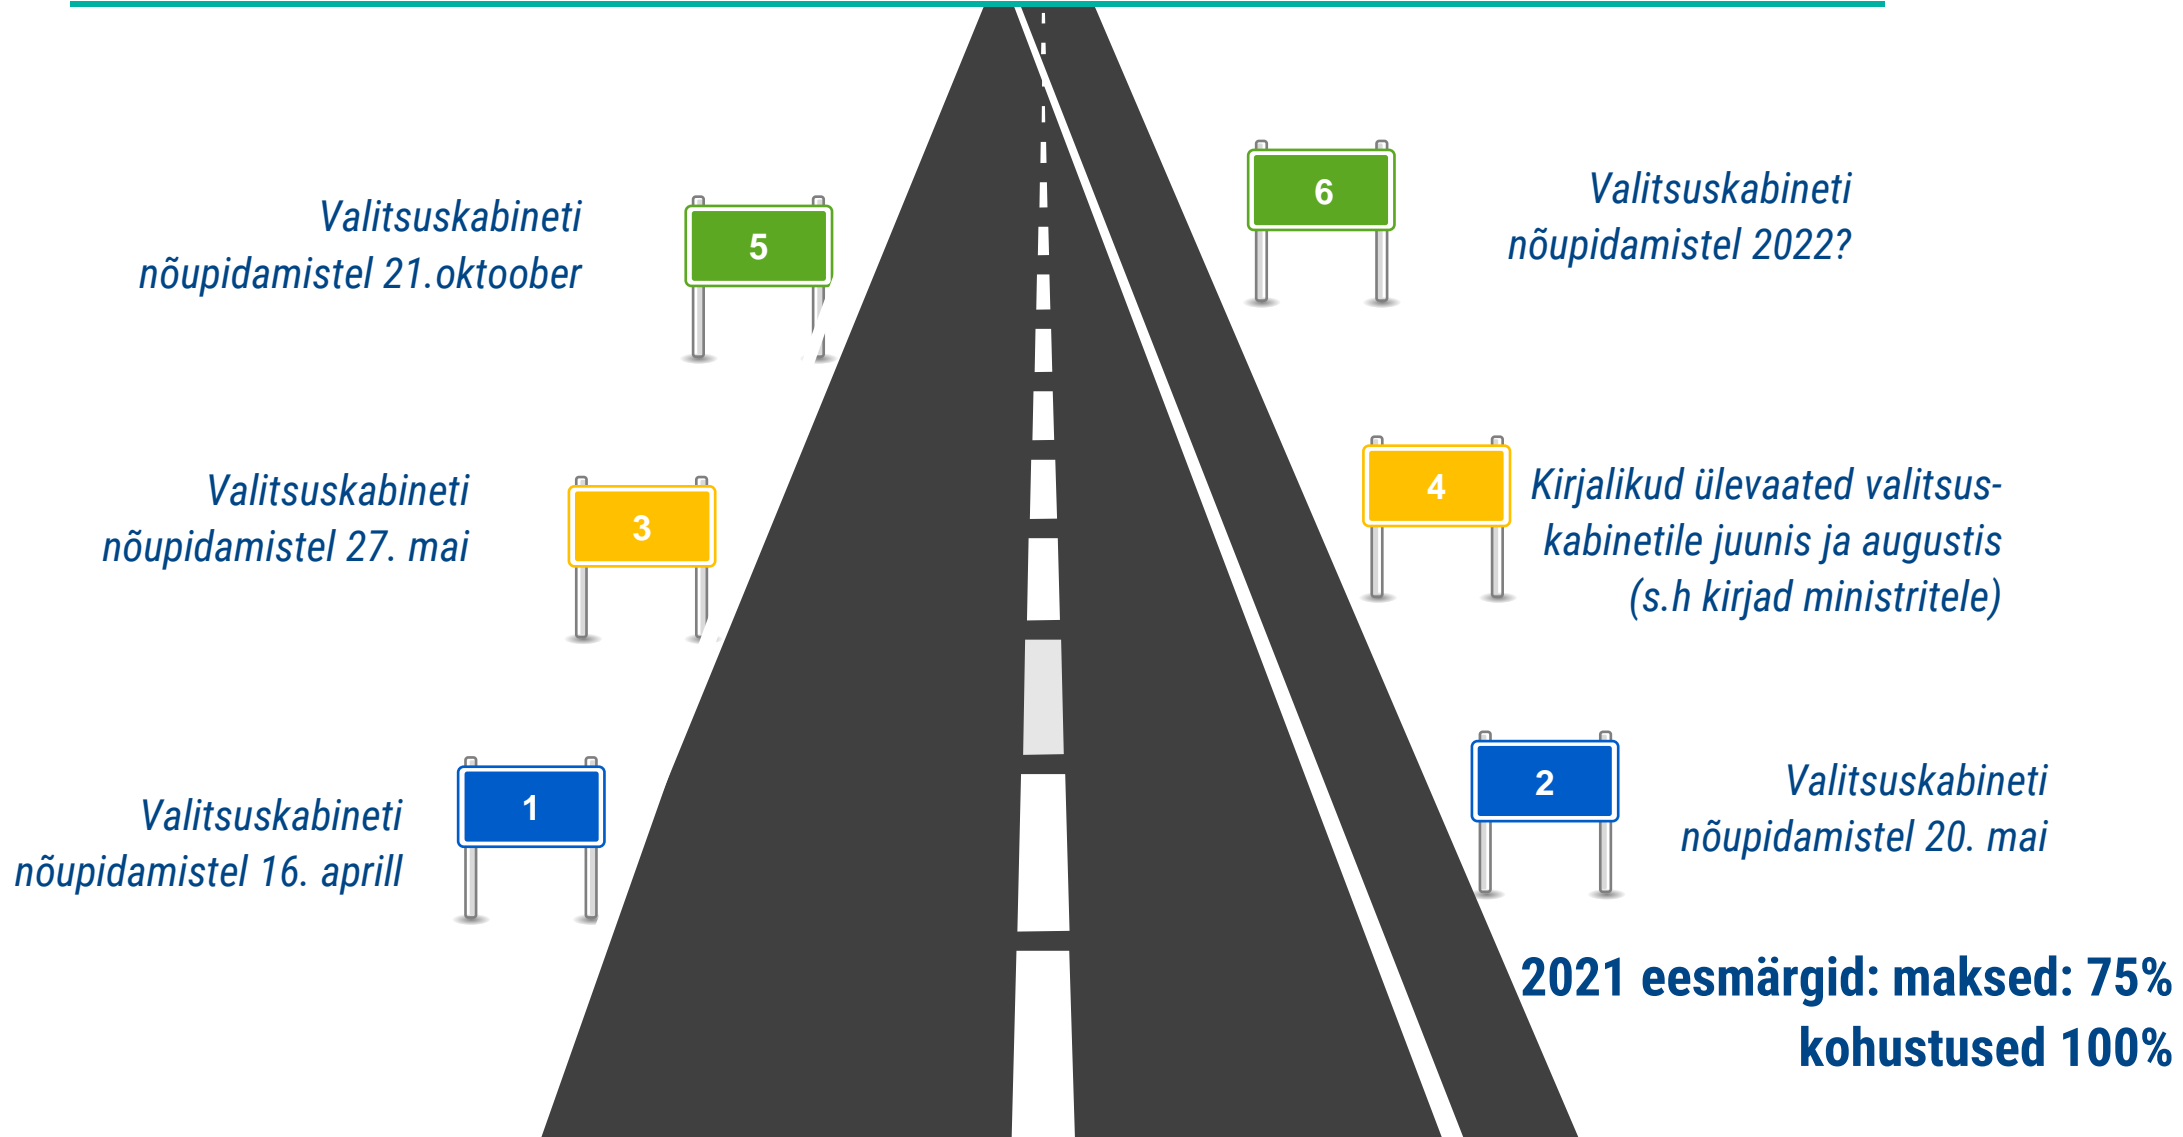 Valitsuskabineti
nõupidamistel 21.oktoober
5
6
Valitsuskabineti
nõupidamistel 2022?
Valitsuskabineti
nõupidamistel 27. mai
3
4
Kirjalikud ülevaated valitsus-
kabinetile juunis ja augustis
(s.h kirjad ministritele)
Valitsuskabineti
nõupidamistel 16. aprill
1
2
Valitsuskabineti
nõupidamistel 20. mai
2021 eesmärgid: maksed: 75%
kohustused 100%